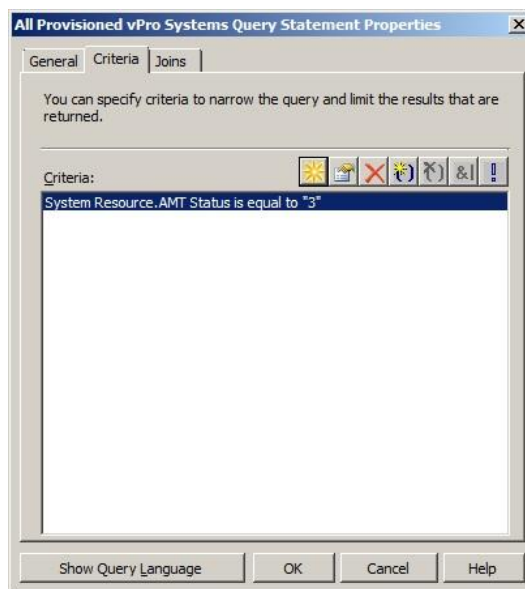 All Provisioned vPro Systems Query Statement Properties
General Criteria Joins
You can specify criteria to narrow the query and limit the results that are
returned.
Criteria:
&|
!
System Resource.AMT Status is equal to "3"
Show Query Language OK Cancel Help